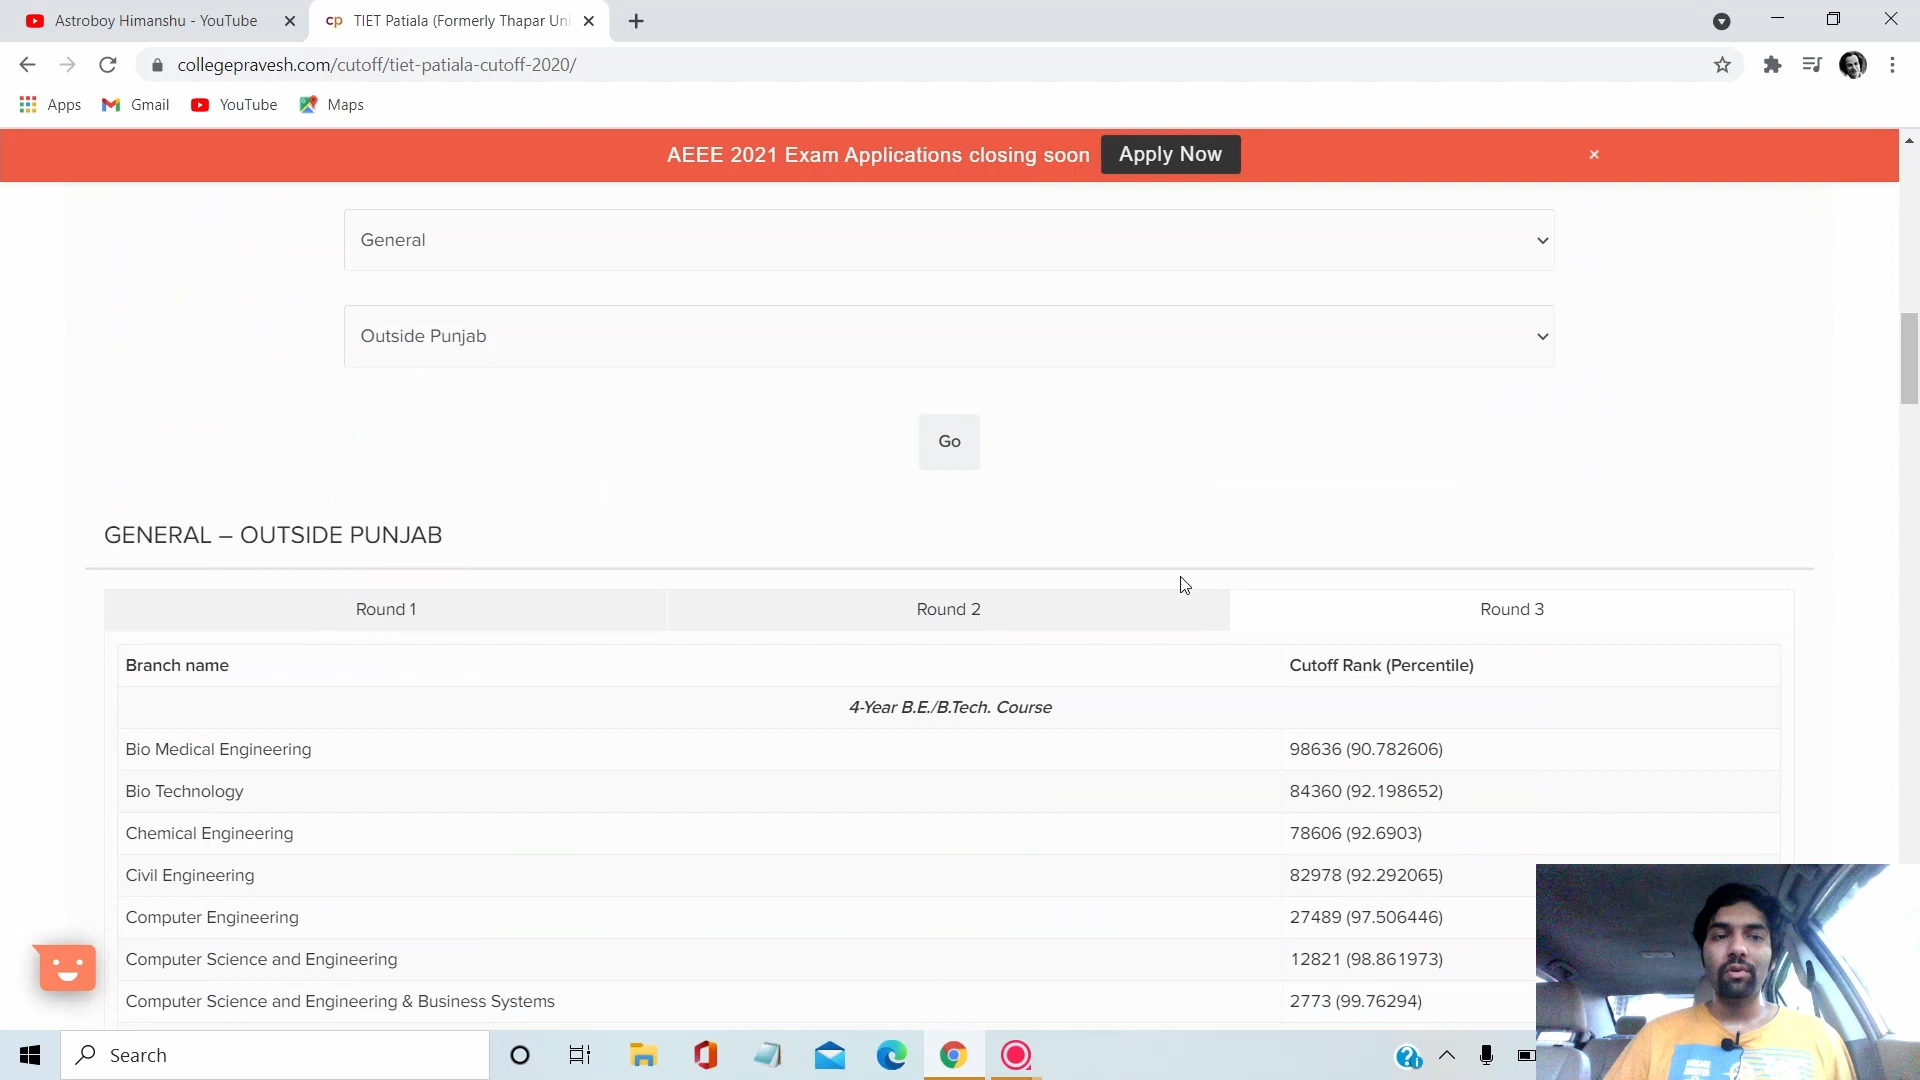 Astroboy Himanshu - YouTube
cp TIET Patiala (Formerly Thapar Uni
collegepravesh.com/cutoff/tiet-patiala-cutoff-2020/
Apps Gmail YouTube Maps
AEEE 2021 Exam Applications closing soon Apply Now
General
Outside Punjab
Go
GENERAL – OUTSIDE PUNJAB
Round 1 Round 2 Round 3
Branch name Cutoff Rank (Percentile)
4-Year B.E./B.Tech. Course
Bio Medical Engineering 98636 (90.782606)
Bio Technology 84360 (92.198652)
Chemical Engineering 78606 (92.6903)
Civil Engineering 82978 (92.292065)
Computer Engineering 27489 (97.506446)
Computer Science and Engineering 12821 (98.861973)
Computer Science and Engineering & Business Systems 2773 (99.76294)
Search